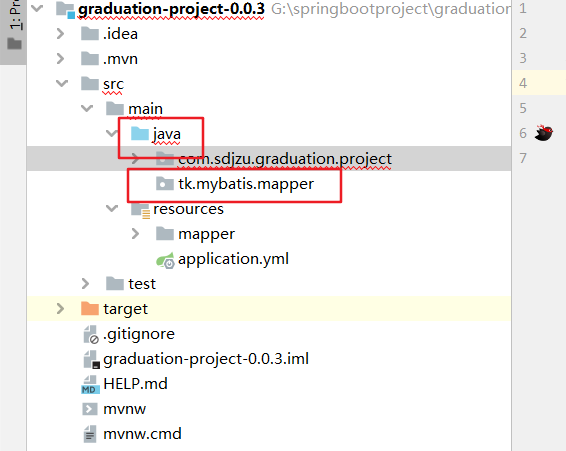 1: Pr
graduation-project-0.0.3 G:\springbootproject\graduation
.idea
.mvn
src
main
java
com.sdjzu.graduation.project
tk.mybatis.mapper
resources
mapper
application.yml
test
target
.gitignore
graduation-project-0.0.3.iml
MD HELP.md
mvnw
mvnw.cmd
1
2
3
4
5
6
7